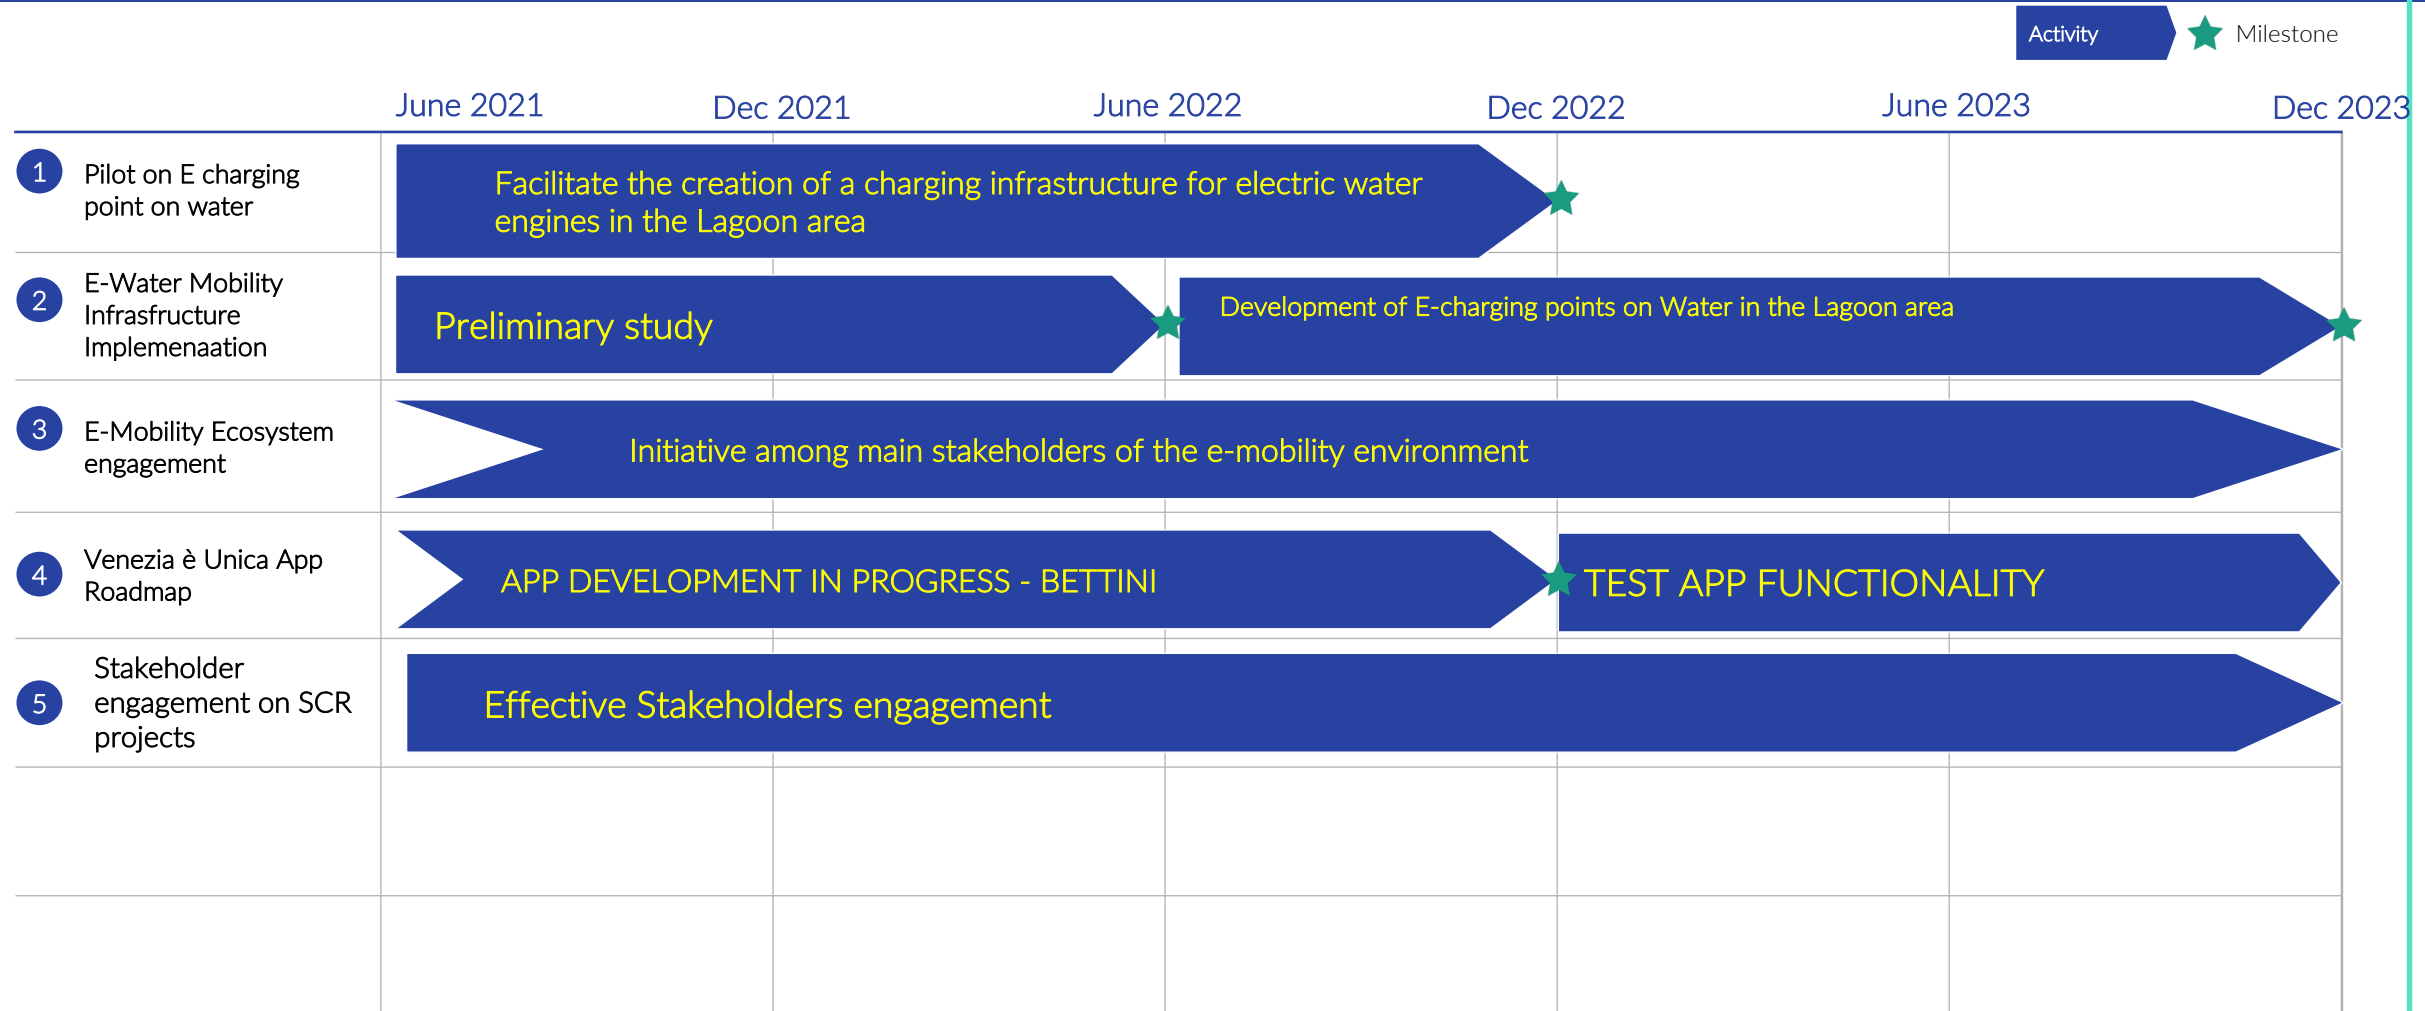 Activity
Milestone
June 2021
Dec 2021
June 2022
Dec 2022
June 2023
Dec 2023
1
Pilot on E charging
point on water
Facilitate the creation of a charging infrastructure for electric water
engines in the Lagoon area
2
E-Water Mobility
Infrasfructure
Implemenaation
Preliminary study
Development of E-charging points on Water in the Lagoon area
3
E-Mobility Ecosystem
engagement
Initiative among main stakeholders of the e-mobility environment
4
Venezia è Unica App
Roadmap
APP DEVELOPMENT IN PROGRESS - BETTINI
TEST APP FUNCTIONALITY
5
Stakeholder
engagement on SCR
projects
Effective Stakeholders engagement